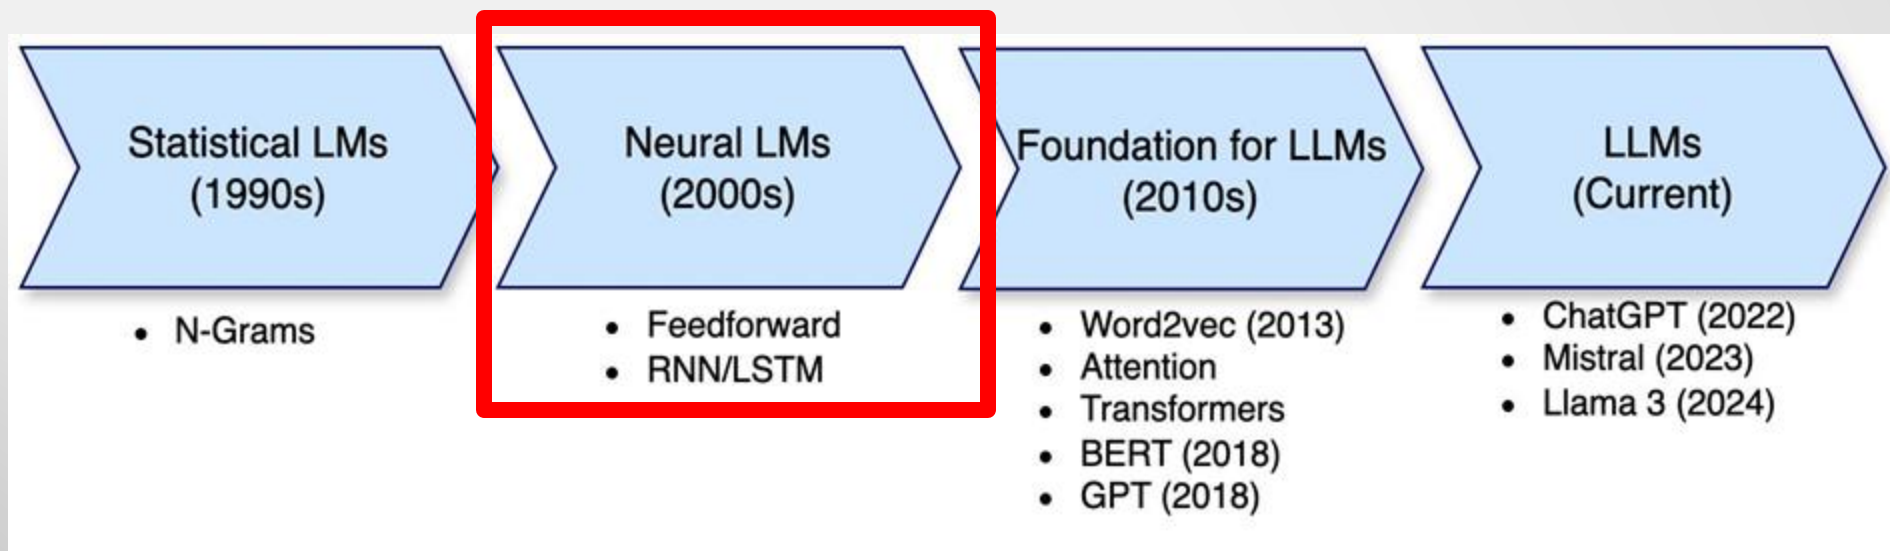 Statistical LMs
(1990s)
• N-Grams
Neural LMs
(2000s)
• Feedforward
• RNN/LSTM
Foundation for LLMs
(2010s)
• Word2vec (2013)
• Attention
• Transformers
• BERT (2018)
• GPT (2018)
LLMs
(Current)
• ChatGPT (2022)
• Mistral (2023)
• Llama 3 (2024)